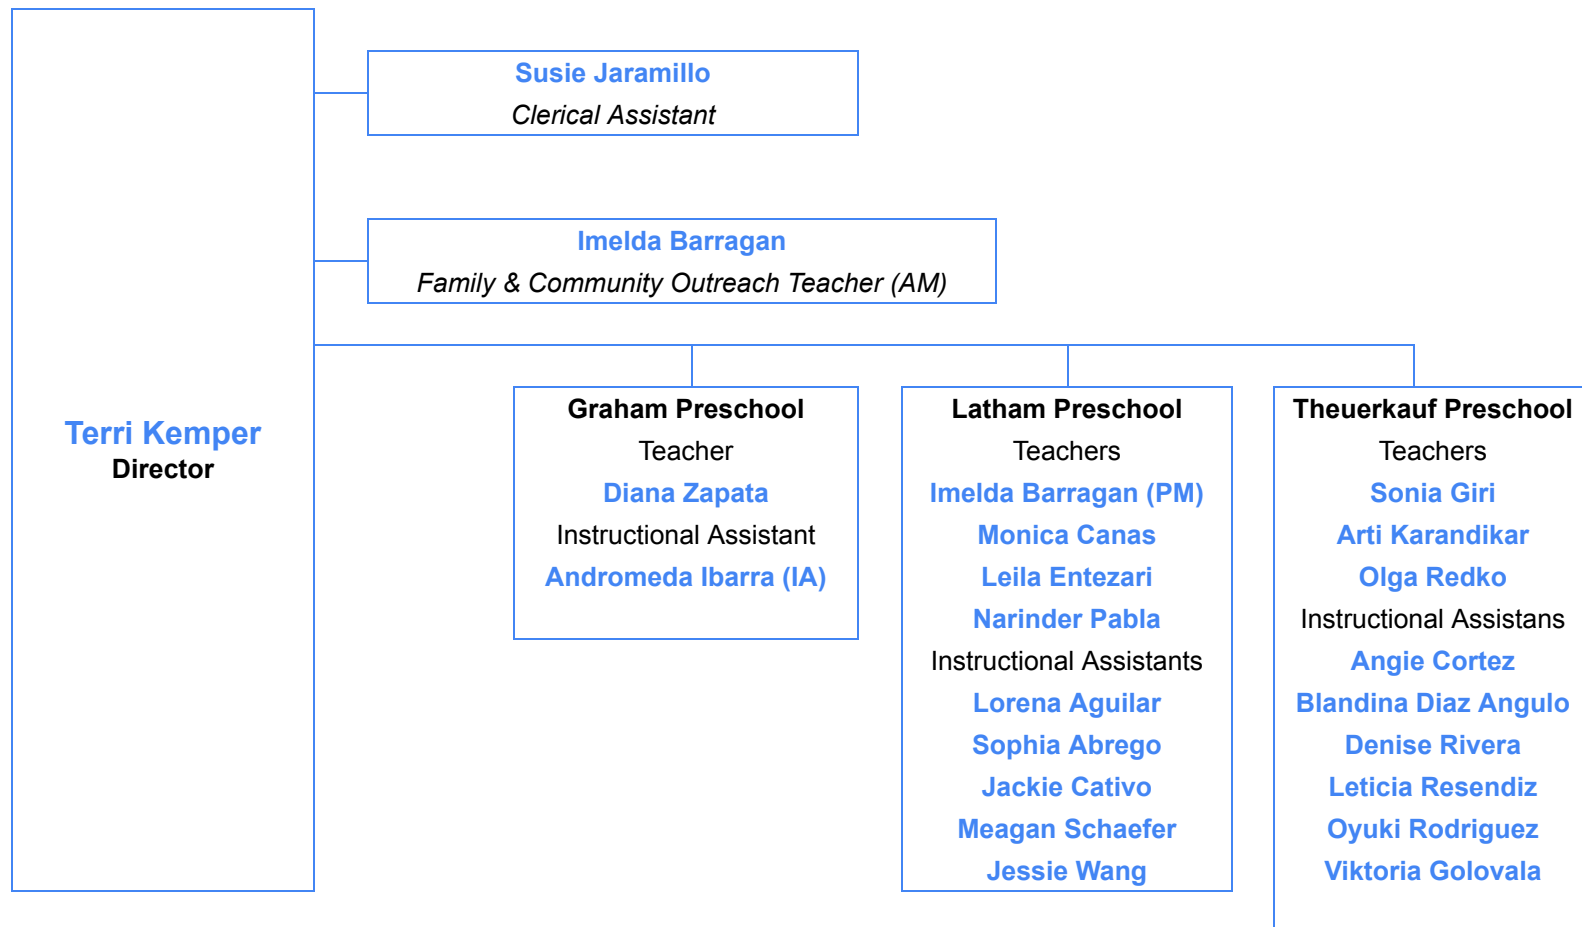 Susie Jaramillo
Clerical Assistant
Imelda Barragan
Family & Community Outreach Teacher (AM)
Terri Kemper
Director
Graham Preschool
Teacher
Diana Zapata
Instructional Assistant
Andromeda Ibarra (IA)
Latham Preschool
Teachers
Imelda Barragan (PM)
Monica Canas
Leila Entezari
Narinder Pabla
Instructional Assistants
Lorena Aguilar
Sophia Abrego
Jackie Cativo
Meagan Schaefer
Jessie Wang
Theuerkauf Preschool
Teachers
Sonia Giri
Arti Karandikar
Olga Redko
Instructional Assistans
Angie Cortez
Blandina Diaz Angulo
Denise Rivera
Leticia Resendiz
Oyuki Rodriguez
Viktoria Golovala